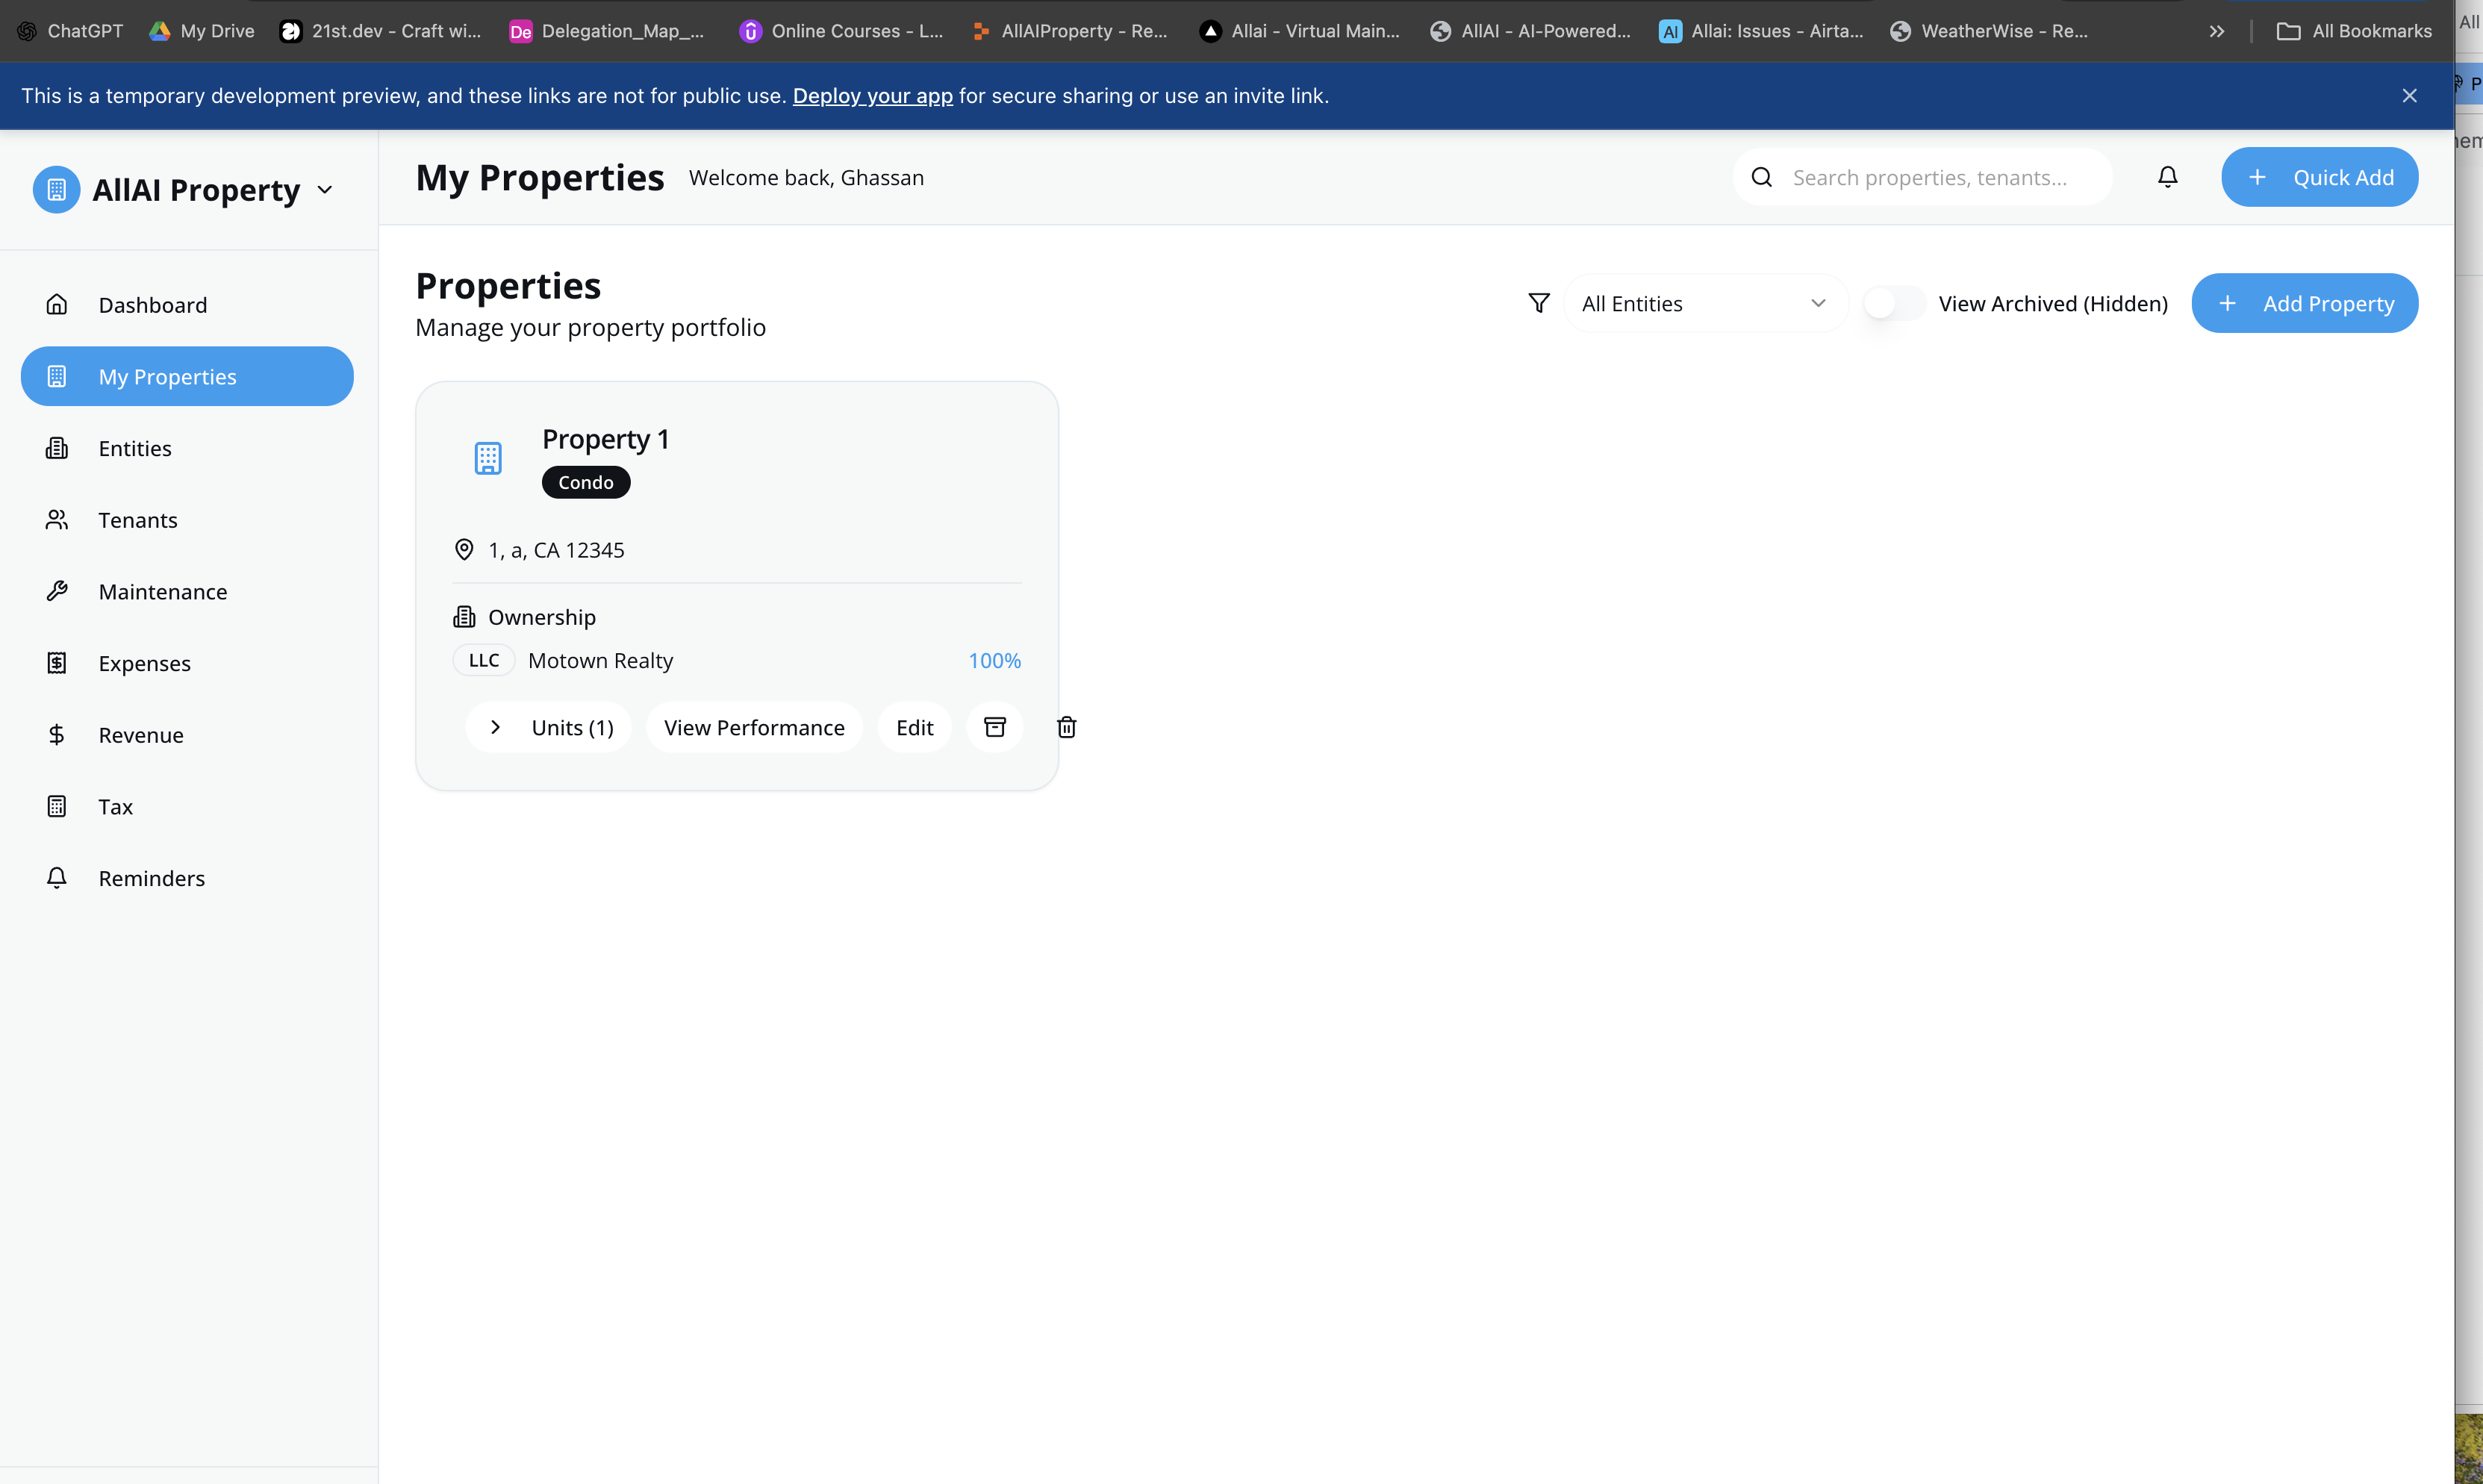 ChatGPT
My Drive
21st.dev - Craft wi...
De Delegation_Map_...
Online Courses - L...
AllAIProperty - Re...
Allai - Virtual Main...
AllAI - AI-Powered...
AI Allai: Issues - Airta...
WeatherWise - Re...
All Bookmarks
All
This is a temporary development preview, and these links are not for public use. Deploy your app for secure sharing or use an invite link.
P
AllAI Property
My Properties
Welcome back, Ghassan
Search properties, tenants...
Quick Add
Dashboard
My Properties
Entities
Tenants
Maintenance
Expenses
Revenue
Tax
Reminders
Properties
Manage your property portfolio
All Entities
View Archived (Hidden)
Add Property
Property 1
Condo
1, a, CA 12345
Ownership
LLC Motown Realty 100%
Units (1) View Performance Edit